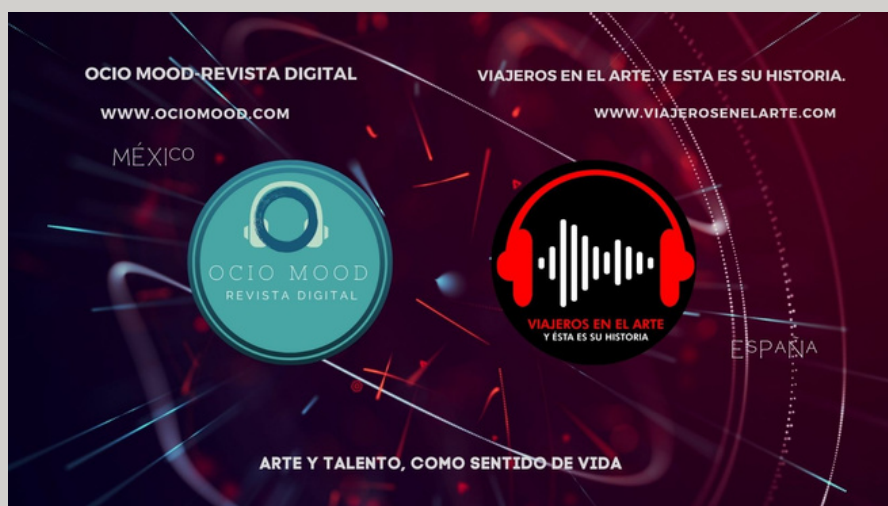 OCIO MOOD-REVISTA DIGITAL
WWW.OCIOMOOD.COM
MÉXICO
OCIO MOOD
REVISTA DIGITAL
VIAJEROS EN EL ARTE. Y ESTA ES SU HISTORIA.
WWW.VIAJEROSENELARTE.COM
VIAJEROS EN EL ARTE
Y ÉSTA ES SU HISTORIA
ESPAÑA
ARTE Y TALENTO, COMO SENTIDO DE VIDA